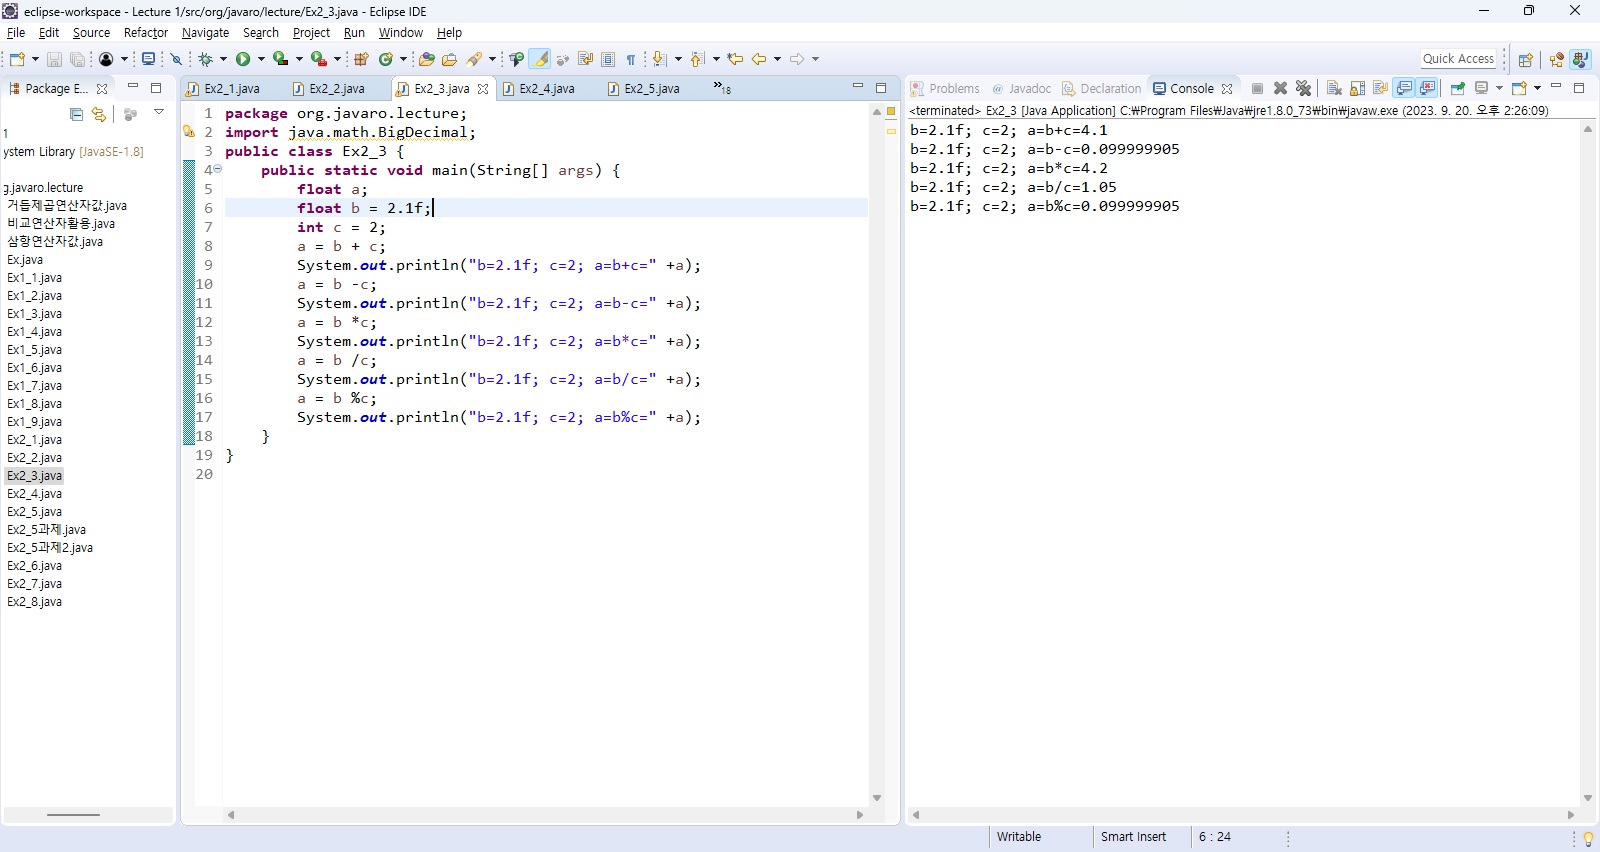 eclipse-workspace - Lecture 1/src/org/javaro/lecture/Ex2_3.java - Eclipse IDE
File Edit Source Refactor Navigate Search Project Run Window Help
Quick Access
Package E...
1
ystem Library [JavaSE-1.8]
g.javaro.lecture
거듭제곱연산자값.java
비교연산자활용.java
삼항연산자값.java
Ex.java
Ex1_1.java
Ex1_2.java
Ex1_3.java
Ex1_4.java
Ex1_5.java
Ex1_6.java
Ex1_7.java
Ex1_8.java
Ex1_9.java
Ex2_1.java
Ex2_2.java
Ex2_3.java
Ex2_4.java
Ex2_5.java
Ex2_5과제.java
Ex2_5과제2.java
Ex2_6.java
Ex2_7.java
Ex2_8.java
Ex2_1.java Ex2_2.java Ex2_3.java Ex2_4.java Ex2_5.java »18
1 package org.javaro.lecture;
2 import java.math.BigDecimal;
3 public class Ex2_3 {
4 public static void main(String[] args) {
5 float a;
6 float b = 2.1f;
7 int c = 2;
8 a = b + c;
9 System.out.println("b=2.1f; c=2; a=b+c=" +a);
10 a = b -c;
11 System.out.println("b=2.1f; c=2; a=b-c=" +a);
12 a = b *c;
13 System.out.println("b=2.1f; c=2; a=b*c=" +a);
14 a = b /c;
15 System.out.println("b=2.1f; c=2; a=b/c=" +a);
16 a = b %c;
17 System.out.println("b=2.1f; c=2; a=b%c=" +a);
18 }
19 }
20
Problems @ Javadoc Declaration Console
<terminated> Ex2_3 [Java Application] C:₩Program Files₩Java₩jre1.8.0_73₩bin₩javaw.exe (2023. 9. 20. 오후 2:26:09)
b=2.1f; c=2; a=b+c=4.1
b=2.1f; c=2; a=b-c=0.099999905
b=2.1f; c=2; a=b*c=4.2
b=2.1f; c=2; a=b/c=1.05
b=2.1f; c=2; a=b%c=0.099999905
Writable Smart Insert 6 : 24